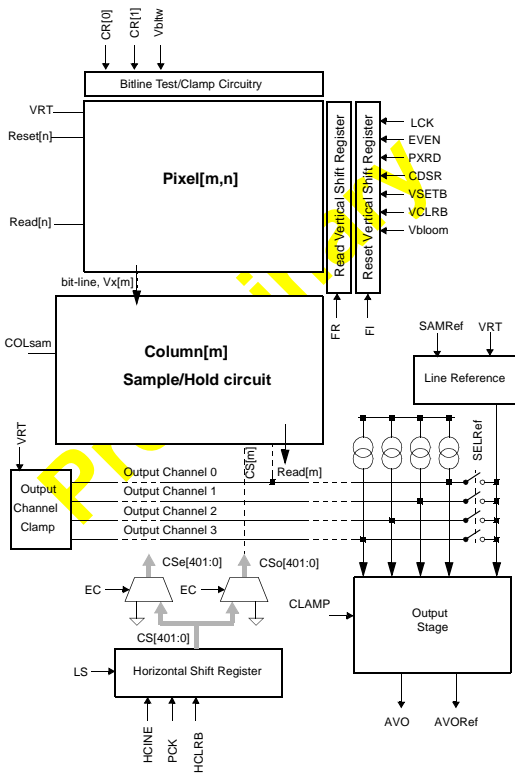 CR[0]
CR[1]
Vbltw
Bitline Test/Clamp Circuitry
VRT
Reset[n]
Read[n]
Pixel[m,n]
Read Vertical Shift Register
Reset Vertical Shift Register
LCK
EVEN
PXRD
CDSR
VSETB
VCLRB
Vbloom
bit-line, Vx[m]
FR
FI
COLsam
Column[m]
Sample/Hold circuit
SAMRef
VRT
Line Reference
VRT
CS[m]
Read[m]
SELRef
Output
Channel
Clamp
Output Channel 0
Output Channel 1
Output Channel 2
Output Channel 3
CSe[401:0]
CSo[401:0]
EC
EC
CS[401:0]
CLAMP
Output
Stage
LS
Horizontal Shift Register
HCINE
PCK
HCLRB
AVO
AVORef
Preliminary